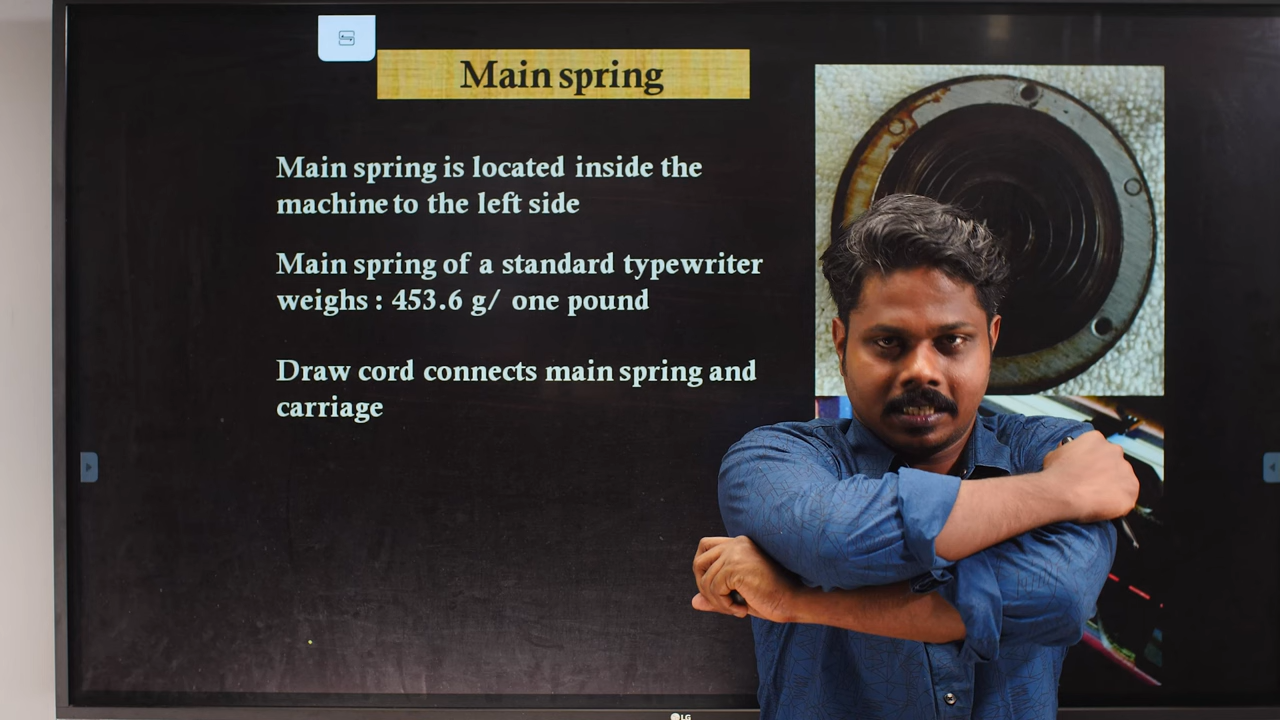 Main spring
Main spring is located inside the
machine to the left side
Main spring of a standard typewriter
weighs : 453.6 g/ one pound
Draw cord connects main spring and
carriage
LG